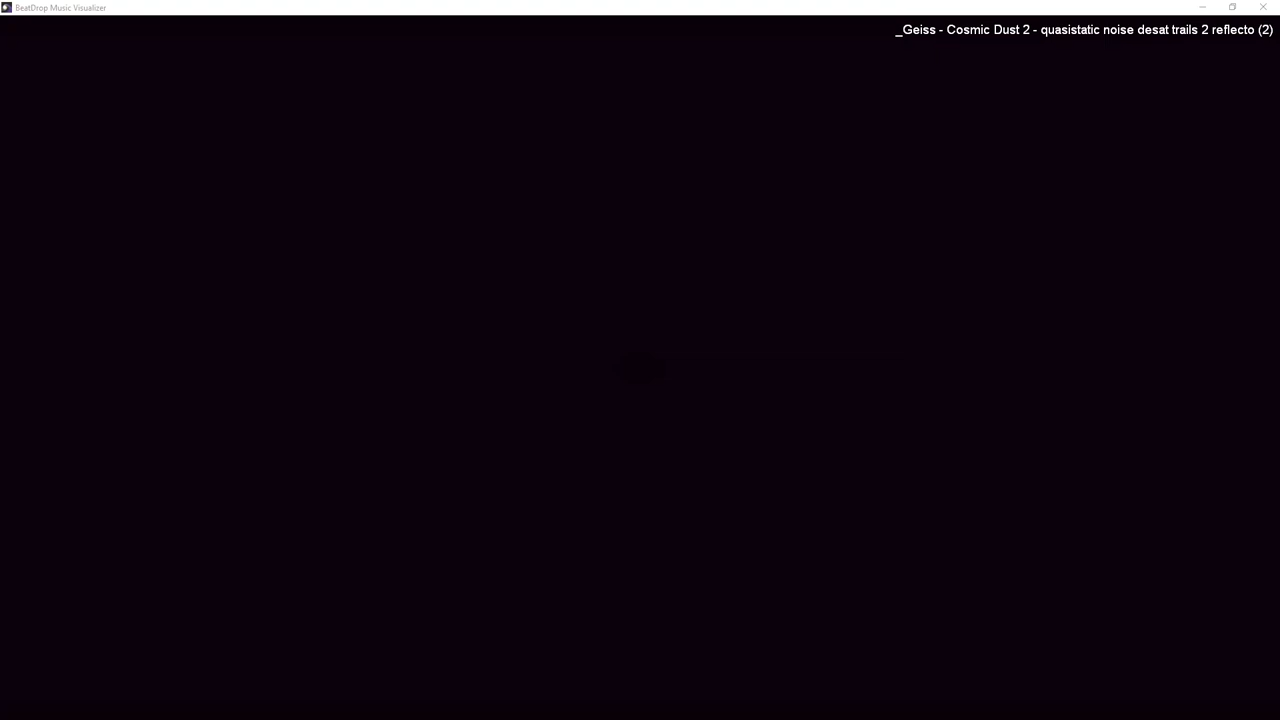 BeatDrop Music Visualizer
_Geiss - Cosmic Dust 2 - quasistatic noise desat trails 2 reflecto (2)